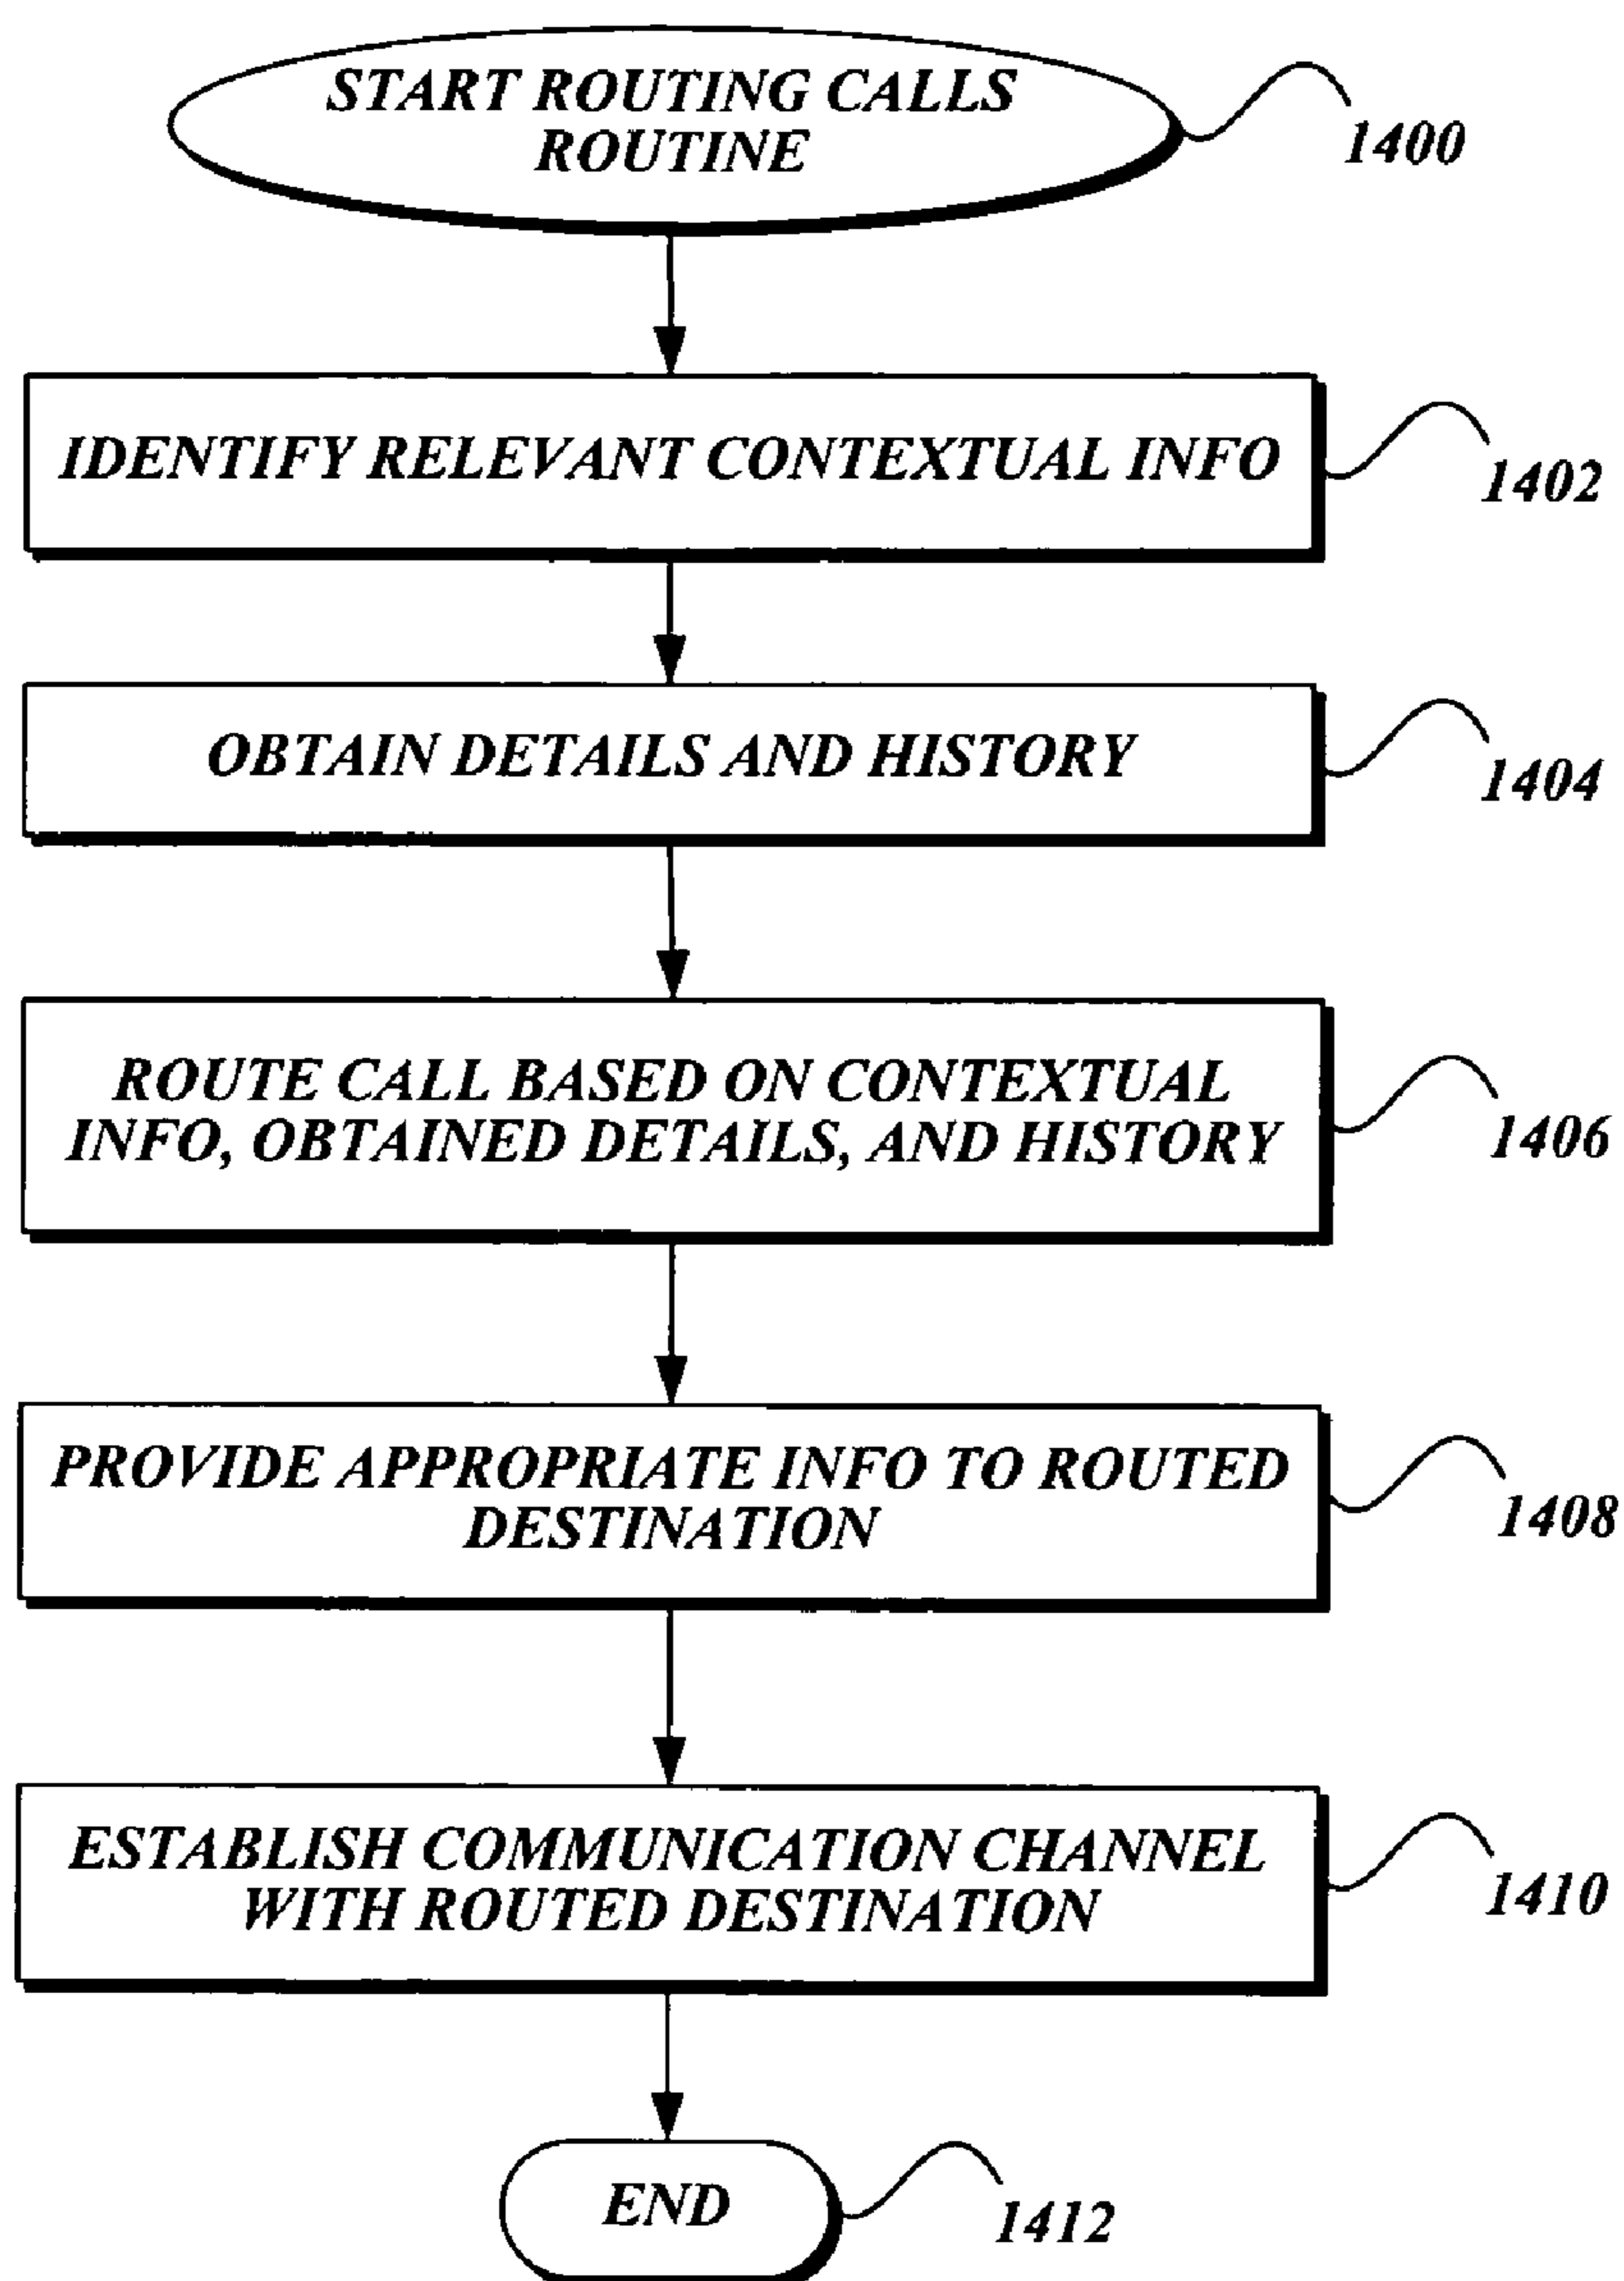 START ROUTING CALLS
ROUTINE
1400
IDENTIFY RELEVANT CONTEXTUAL INFO
1402
OBTAIN DETAILS AND HISTORY
1404
ROUTE CALL BASED ON CONTEXTUAL
INFO, OBTAINED DETAILS, AND HISTORY
1406
PROVIDE APPROPRIATE INFO TO ROUTED
DESTINATION
1408
ESTABLISH COMMUNICATION CHANNEL
WITH ROUTED DESTINATION
1410
END
1412